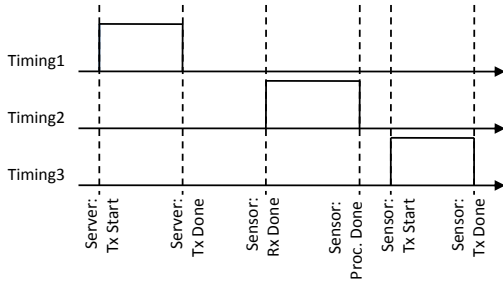 Timing1
Timing2
Timing3
Server:
Tx Start
Server:
Tx Done
Sensor:
Rx Done
Sensor:
Proc. Done
Sensor:
Tx Start
Sensor:
Tx Done